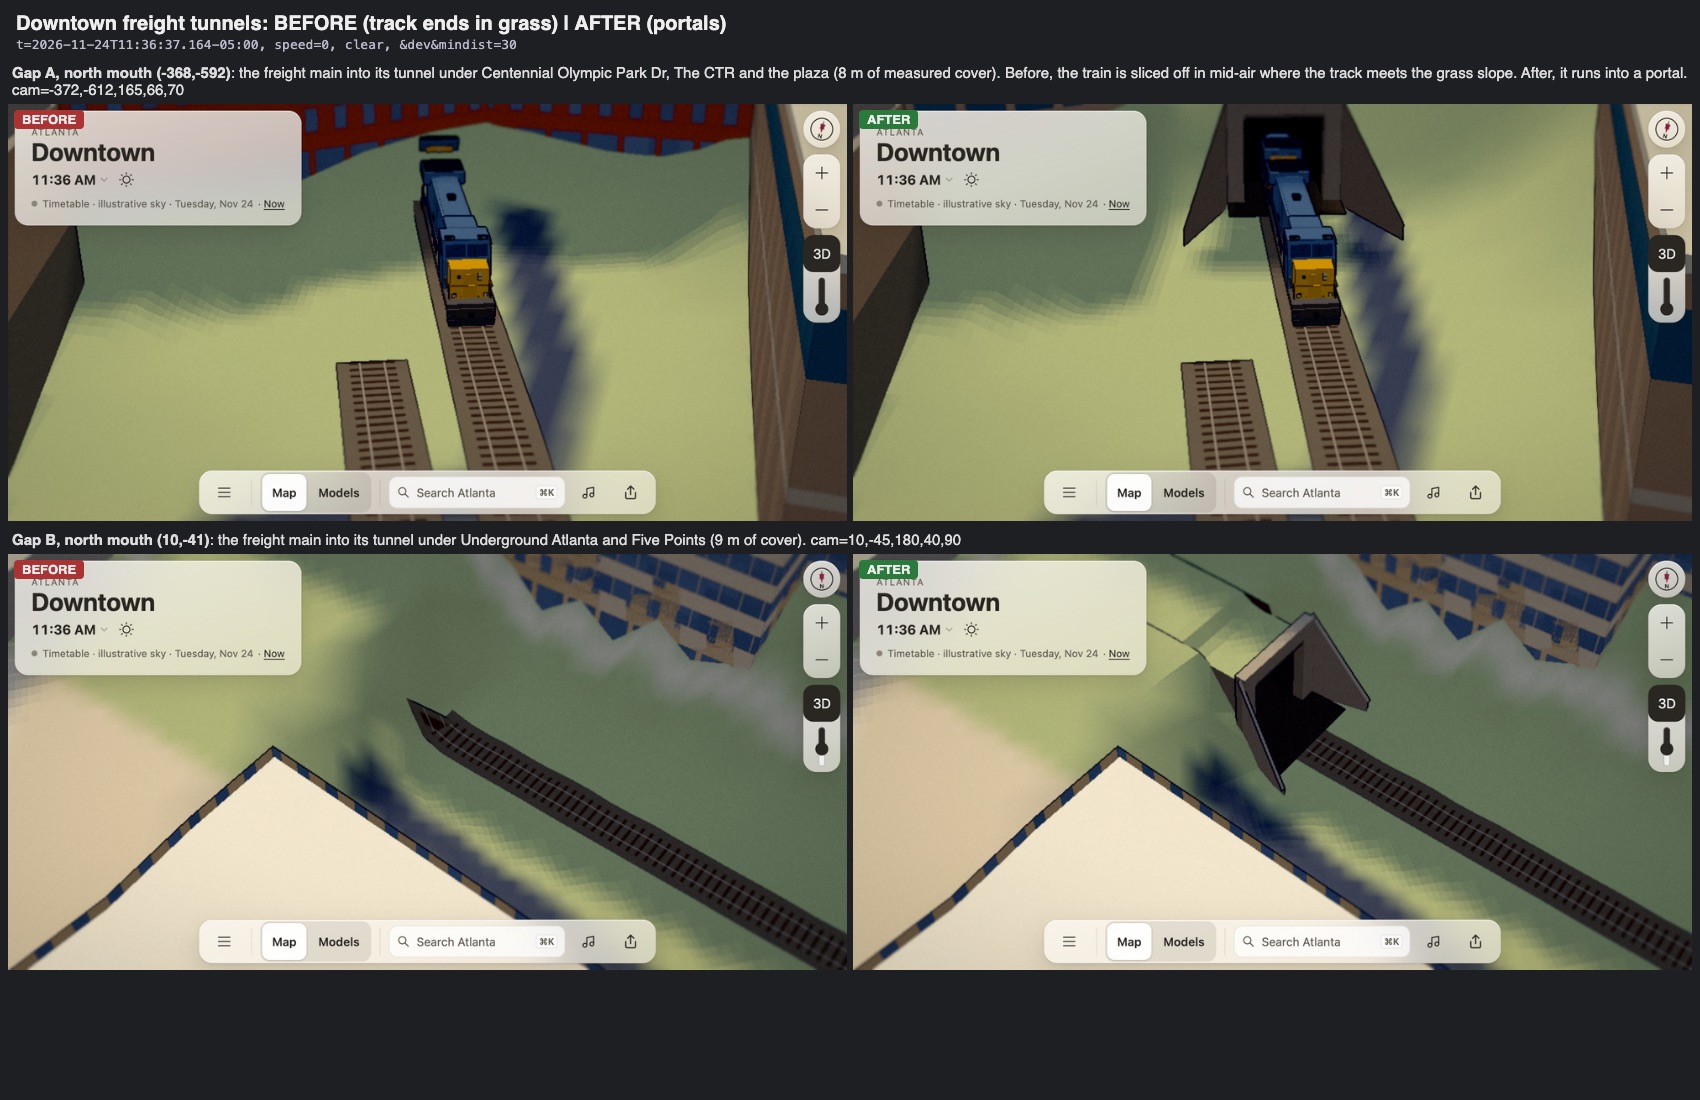 Downtown freight tunnels: BEFORE (track ends in grass) | AFTER (portals)
t=2026-11-24T11:36:37.164-05:00, speed=0, clear, &dev&mindist=30
Gap A, north mouth (-368,-592): the freight main into its tunnel under Centennial Olympic Park Dr, The CTR and the plaza (8 m of measured cover). Before, the train is sliced off in mid-air where the track meets the grass slope. After, it runs into a portal.
cam=-372,-612,165,66,70
BEFORE
ATLANTA
Downtown
11:36 AM
Timetable · illustrative sky · Tuesday, Nov 24 · Now
N
+
−
3D
Map Models Search Atlanta ⌘K
AFTER
ATLANTA
Downtown
11:36 AM
Timetable · illustrative sky · Tuesday, Nov 24 · Now
N
+
−
3D
Map Models Search Atlanta ⌘K
Gap B, north mouth (10,-41): the freight main into its tunnel under Underground Atlanta and Five Points (9 m of cover). cam=10,-45,180,40,90
BEFORE
ATLANTA
Downtown
11:36 AM
Timetable · illustrative sky · Tuesday, Nov 24 · Now
N
+
−
3D
Map Models Search Atlanta ⌘K
AFTER
ATLANTA
Downtown
11:36 AM
Timetable · illustrative sky · Tuesday, Nov 24 · Now
N
+
−
3D
Map Models Search Atlanta ⌘K